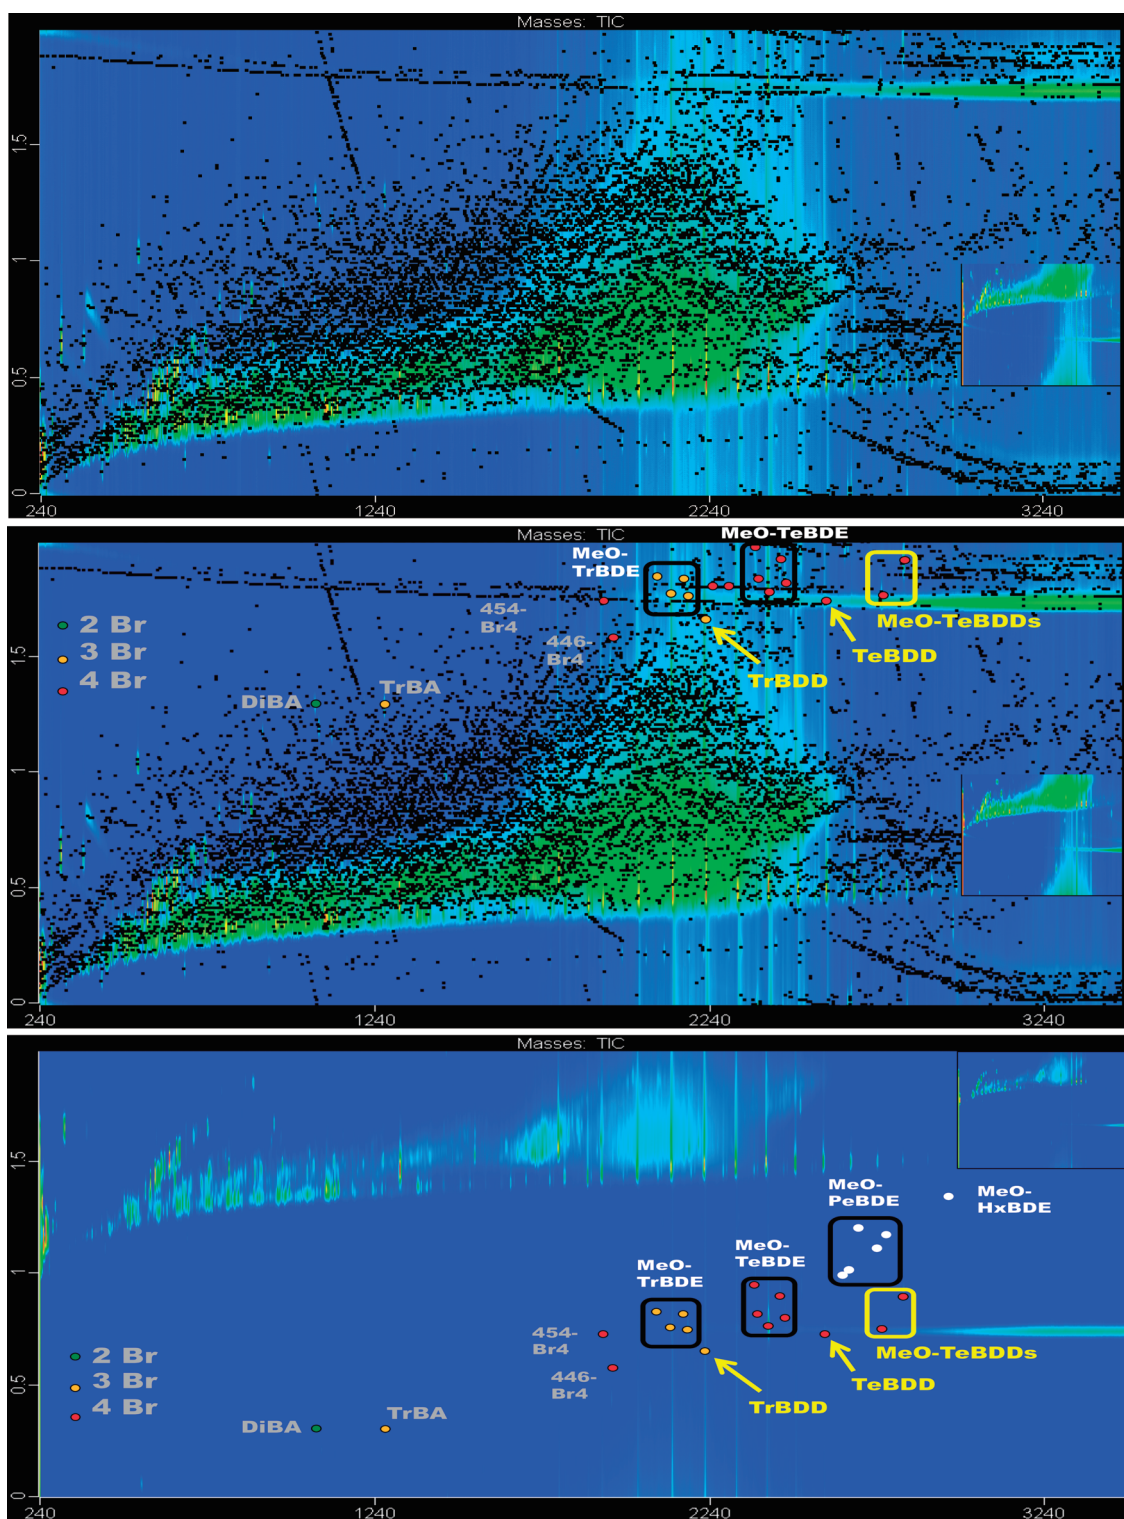 Masses: TIC
1.5
1
0.5
0
240
1240
2240
3240
Masses: TIC
MeO-TeBDE
MeO-
TrBDE
454-
Br4
446-
Br4
MeO-TeBDDs
TeBDD
TrBDD
2 Br
3 Br
4 Br
DiBA
TrBA
1.5
1
0.5
0
240
1240
2240
3240
Masses: TIC
MeO-
PeBDE
MeO-
HxBDE
MeO-
TeBDE
MeO-
TrBDE
454-
Br4
446-
Br4
MeO-TeBDDs
TeBDD
TrBDD
2 Br
3 Br
4 Br
DiBA
TrBA
1.5
1
0.5
0
240
1240
2240
3240